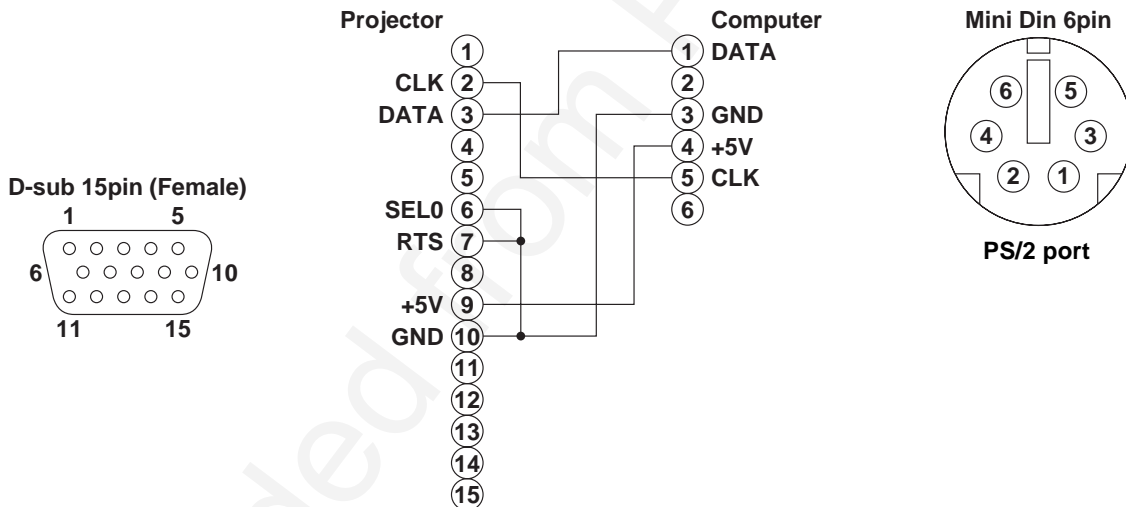 Projector
Computer
Mini Din 6pin
1
CLK 2
DATA 3
4
5
SEL0 6
RTS 7
8
+5V 9
GND 10
11
12
13
14
15
1 DATA
2
3 GND
4 +5V
5 CLK
6
6 5
4 3
2 1
PS/2 port
D-sub 15pin (Female)
1 5
6 10
11 15
ded from